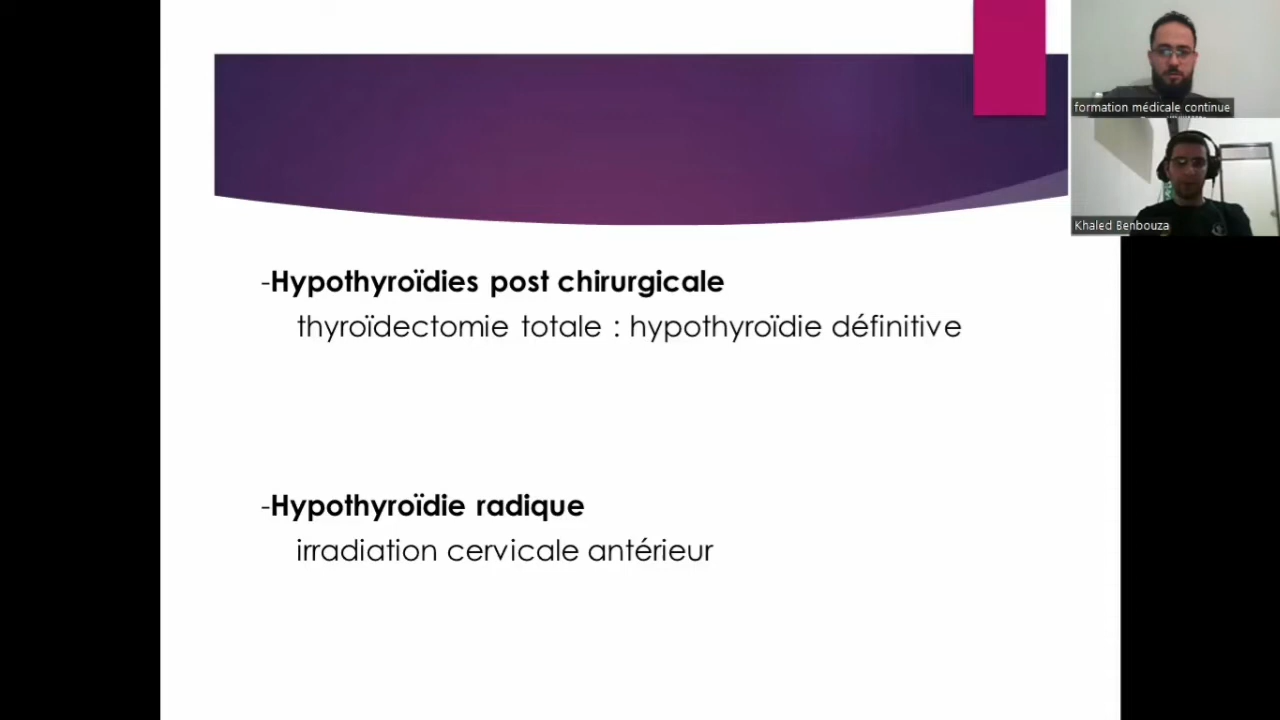 formation médicale continue
Khaled Benbouza
-Hypothyroïdies post chirurgicale
thyroïdectomie totale : hypothyroïdie définitive
-Hypothyroïdie radique
irradiation cervicale antérieur